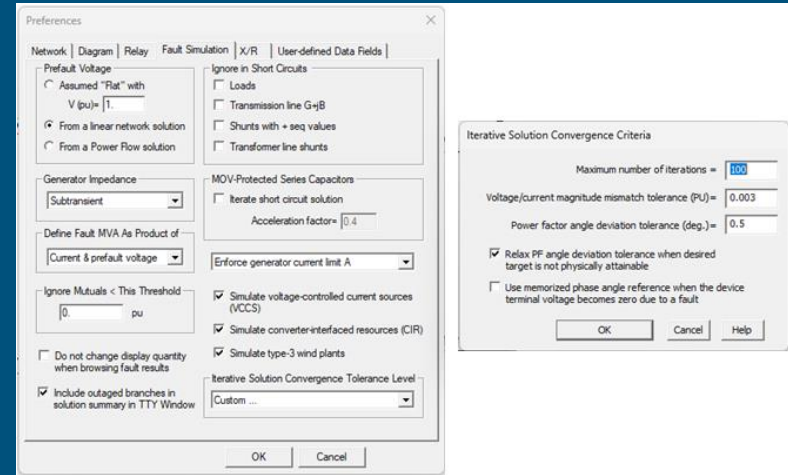 Preferences
Network
Diagram
Relay
Fault Simulation
X/R
User-defined Data Fields
Prefault Voltage
Assumed "Flat" with
V (pu)= 1.
From a linear network solution
From a Power Flow solution
Generator Impedance
Subtransient
Define Fault MVA As Product of
Current & prefault voltage
Ignore Mutuals < This Threshold
0. pu
Do not change display quantity
when browsing fault results
Include outaged branches in
solution summary in TTY Window
Ignore in Short Circuits
Loads
Transmission line G+jB
Shunts with + seq values
Transformer line shunts
MOV-Protected Series Capacitors
Iterate short circuit solution
Acceleration factor= 0.4
Enforce generator current limit A
Simulate voltage-controlled current sources
(VCCS)
Simulate converter-interfaced resources (CIR)
Simulate type-3 wind plants
Iterative Solution Convergence Tolerance Level
Custom ...
OK
Cancel
Iterative Solution Convergence Criteria
Maximum number of iterations = 100
Voltage/current magnitude mismatch tolerance (PU)= 0.003
Power factor angle deviation tolerance (deg.)= 0.5
Relax PF angle deviation tolerance when desired
target is not physically attainable
Use memorized phase angle reference when the device
terminal voltage becomes zero due to a fault
OK
Cancel
Help